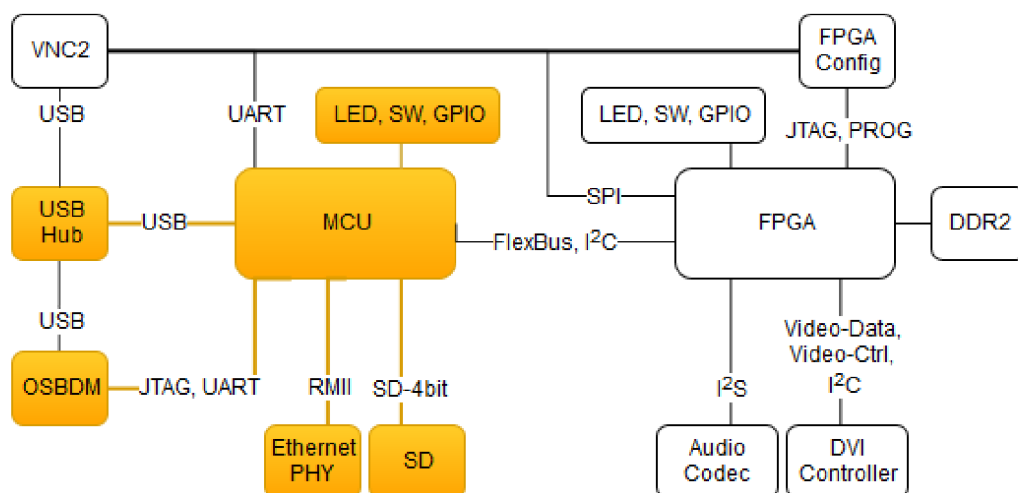 VNC2
FPGA
Config
USB
UART
LED, SW, GPIO
LED, SW, GPIO
JTAG, PROG
USB
Hub
USB
MCU
SPI
FPGA
DDR2
FlexBus, I²C
USB
OSBDM
JTAG, UART
RMII
SD-4bit
Video-Data,
Video-Ctrl,
I²C
I²S
Ethernet
PHY
SD
Audio
Codec
DVI
Controller